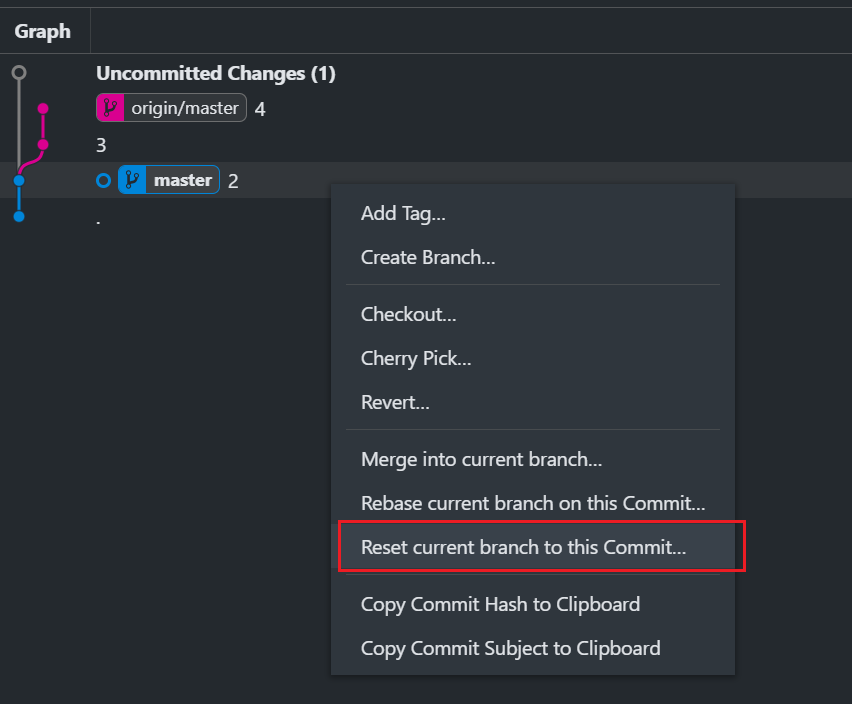 Graph
Uncommitted Changes (1)
origin/master 4
3
master 2
.
Add Tag...
Create Branch...
Checkout...
Cherry Pick...
Revert...
Merge into current branch...
Rebase current branch on this Commit...
Reset current branch to this Commit...
Copy Commit Hash to Clipboard
Copy Commit Subject to Clipboard